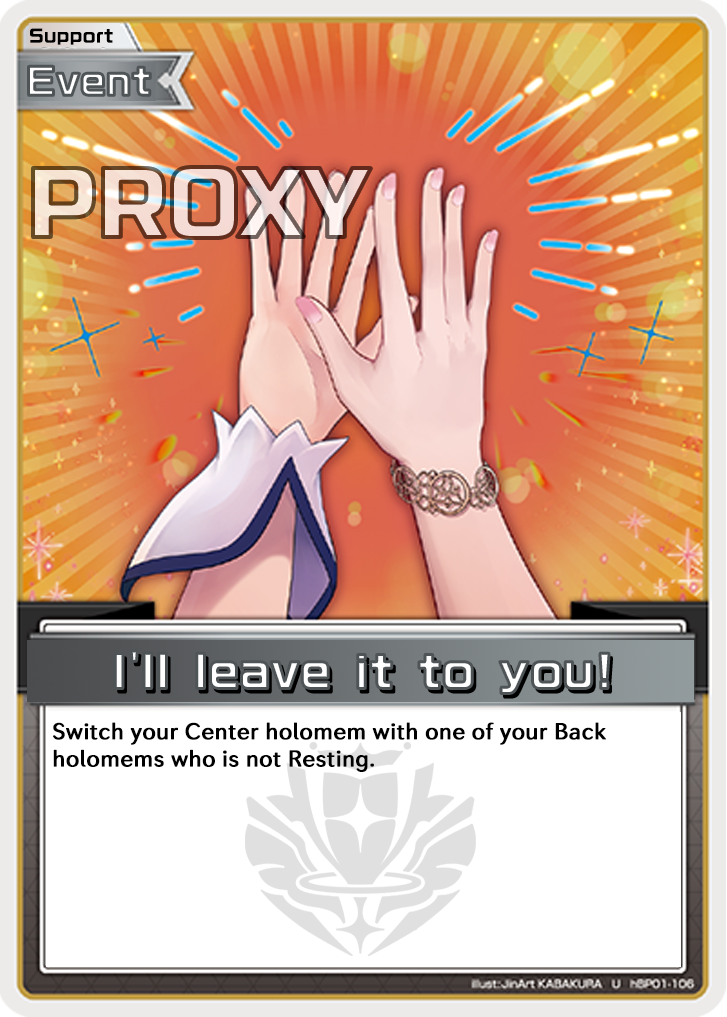 Support
Event
PROXY
I'll leave it to you!
Switch your Center holomem with one of your Back
holomems who is not Resting.
illust:JinArt KABAKURA U hBP01-106